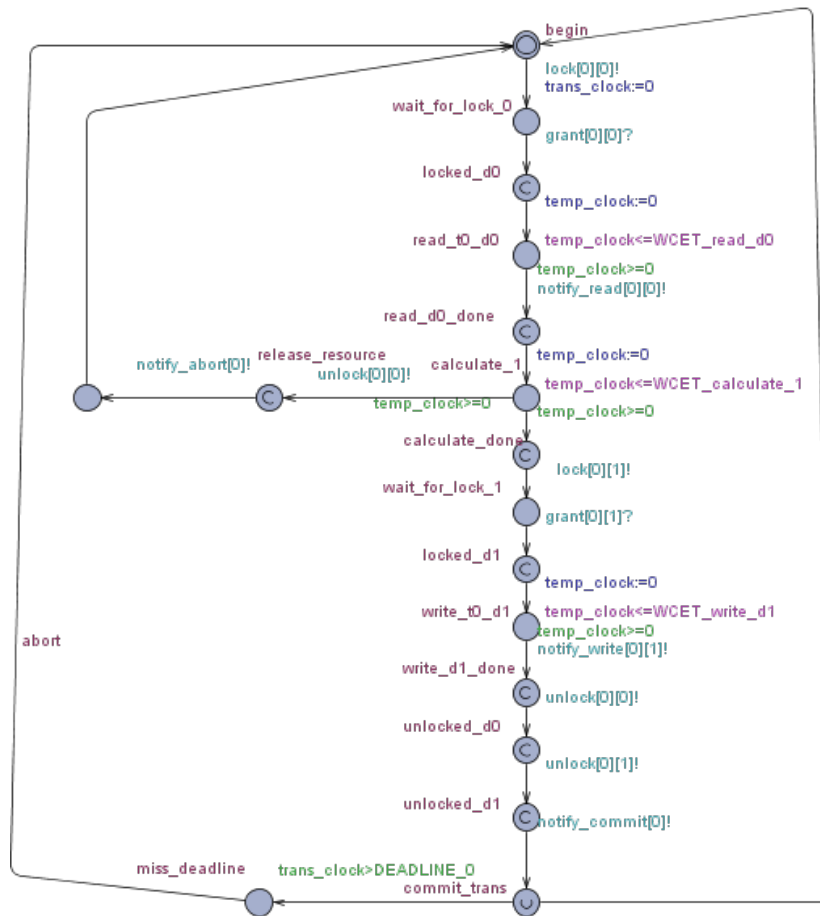 begin
lock[0][0]!
trans_clock:=0
wait_for_lock_0
grant[0][0]?
locked_d0
temp_clock:=0
read_t0_d0
temp_clock<=WCET_read_d0
temp_clock>=0
notify_read[0][0]!
read_d0_done
temp_clock:=0
release_resource
notify_abort[0]!
unlock[0][0]!
calculate_1
temp_clock<=WCET_calculate_1
temp_clock>=0
temp_clock>=0
calculate_done
lock[0][1]!
wait_for_lock_1
grant[0][1]?
locked_d1
temp_clock:=0
write_t0_d1
temp_clock<=WCET_write_d1
temp_clock>=0
notify_write[0][1]!
abort
write_d1_done
unlock[0][0]!
unlocked_d0
unlock[0][1]!
unlocked_d1
notify_commit[0]!
miss_deadline
trans_clock>DEADLINE_0
commit_trans